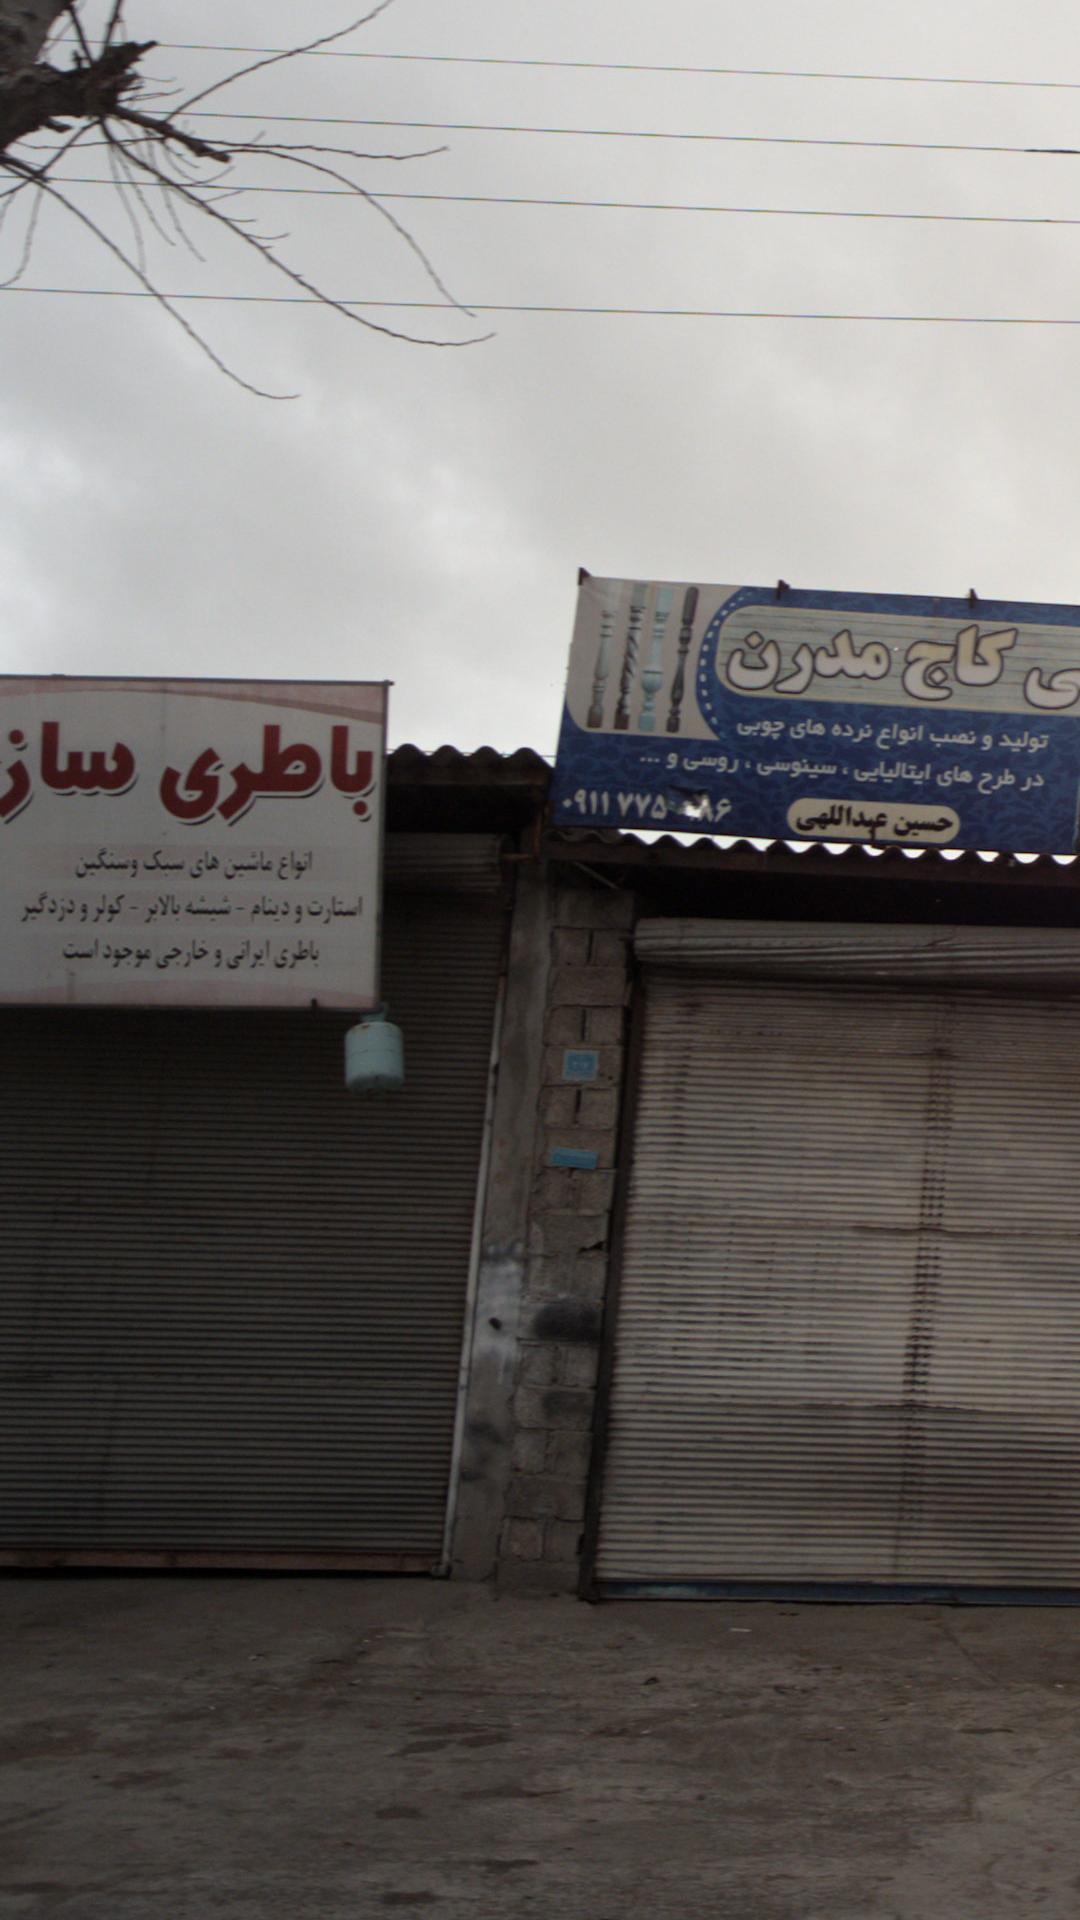 کاج مدرن
تولید و نصب انواع نرده های چوبی
در طرح های ایتالیایی ، سینوسی ، روسی و ...
حسین عبداللهی
باطری ساز
انواع ماشین های سبک وسنگین
استارت و دینام - شیشه بالابر - کولر و دزدگیر
باطری ایرانی و خارجی موجود است